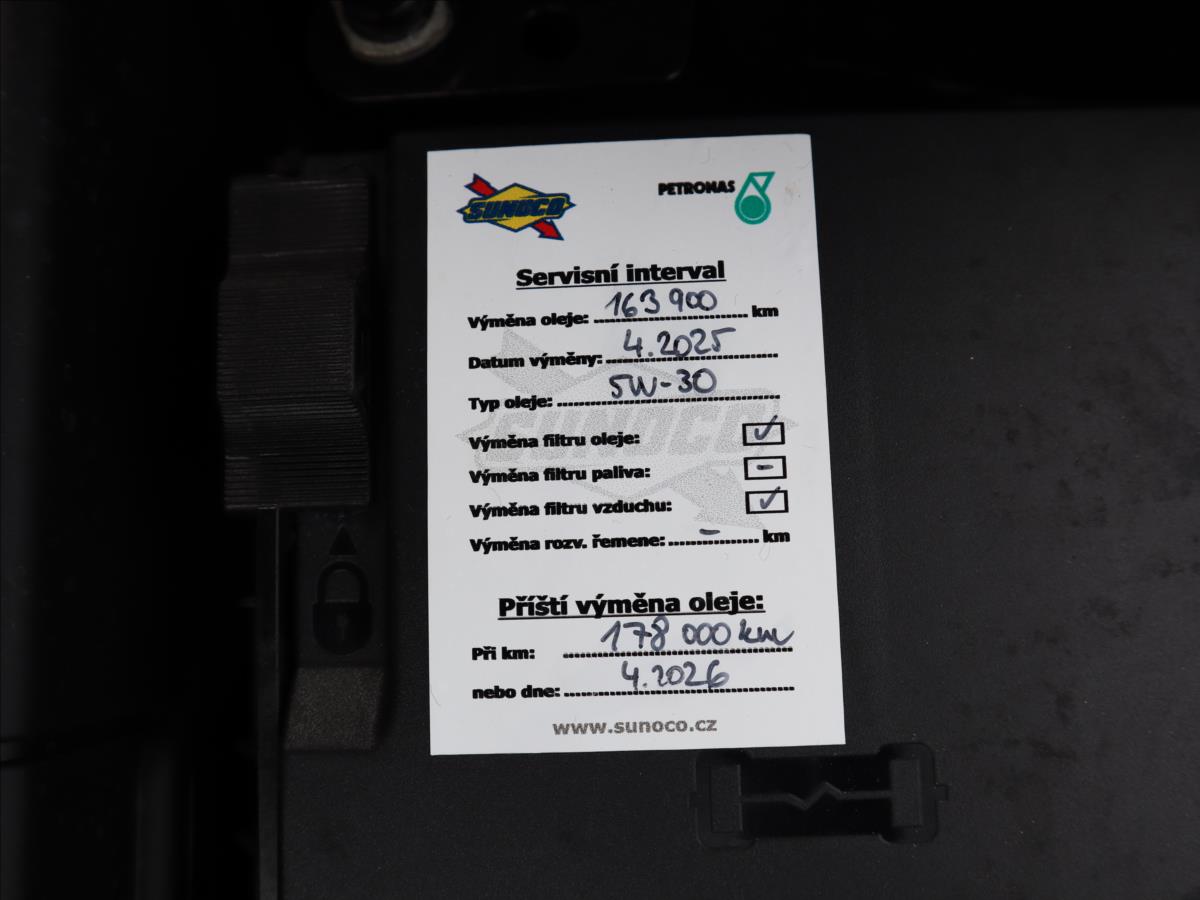 SUNOCO
PETRONAS
Servisní interval
Výměna oleje: 163 900 km
Datum výměny: 4.2025
Typ oleje: 5W-30
Výměna filtru oleje: ✓
Výměna filtru paliva: -
Výměna filtru vzduchu: ✓
Výměna rozv. řemene: - km
Příští výměna oleje:
Při km: 178 000 km
nebo dne: 4.2026
www.sunoco.cz
SUNOCO